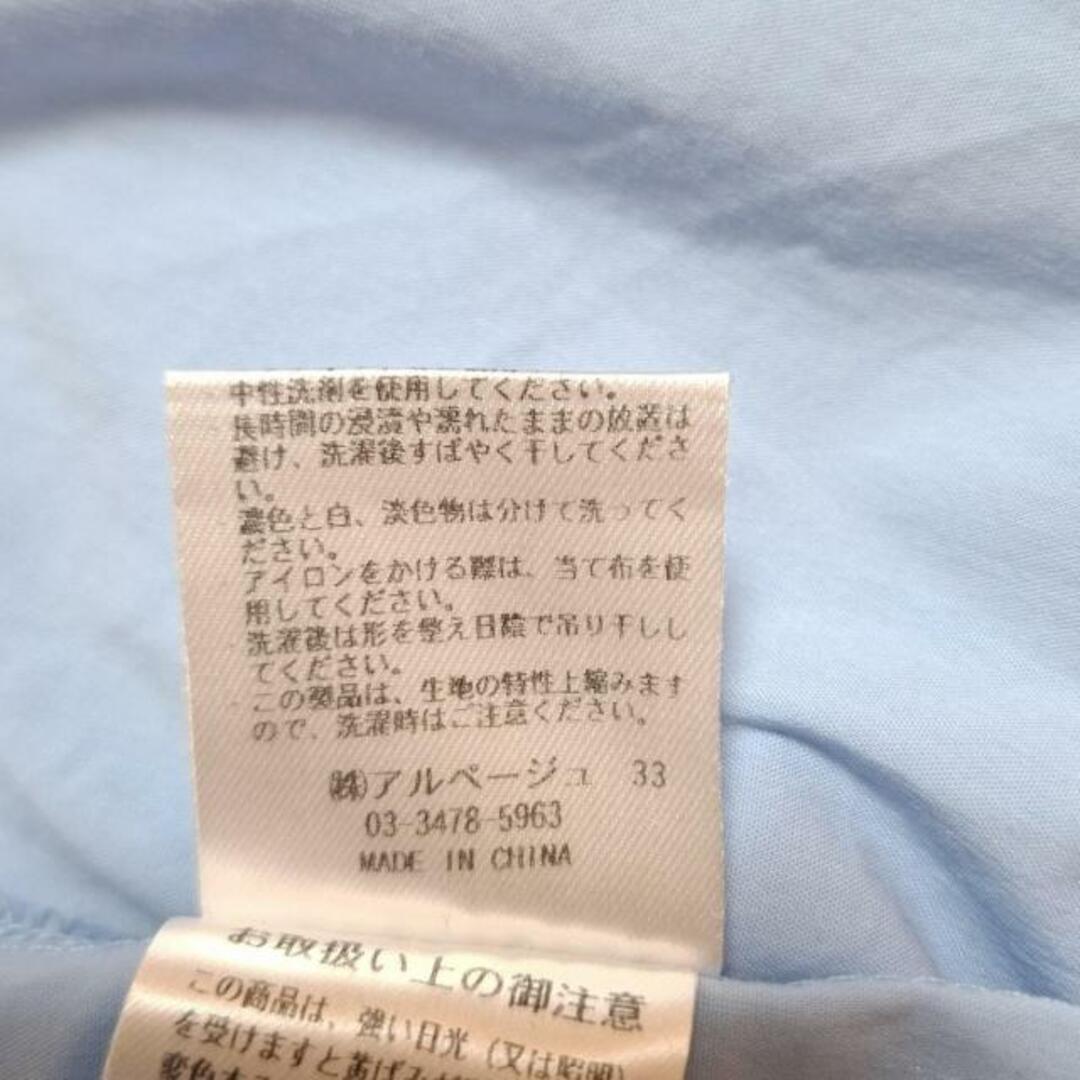 中性洗剤を使用してください。
長時間の浸漬や濡れたままの放置は
避け、洗濯後すばやく干してくださ
い。
濃色と白、淡色物は分けて洗ってく
ださい。
アイロンをかける際は、当て布を使
用してください。
洗濯後は形を整え日陰で吊り干しし
てください。
この製品は、生地の特性上縮みます
ので、洗濯時はご注意ください。
㈱アルページュ 33
03-3478-5963
MADE IN CHINA
お取扱い上の御注意
この商品は、強い日光(又は照明)
を受けますと黄ばみ
変色